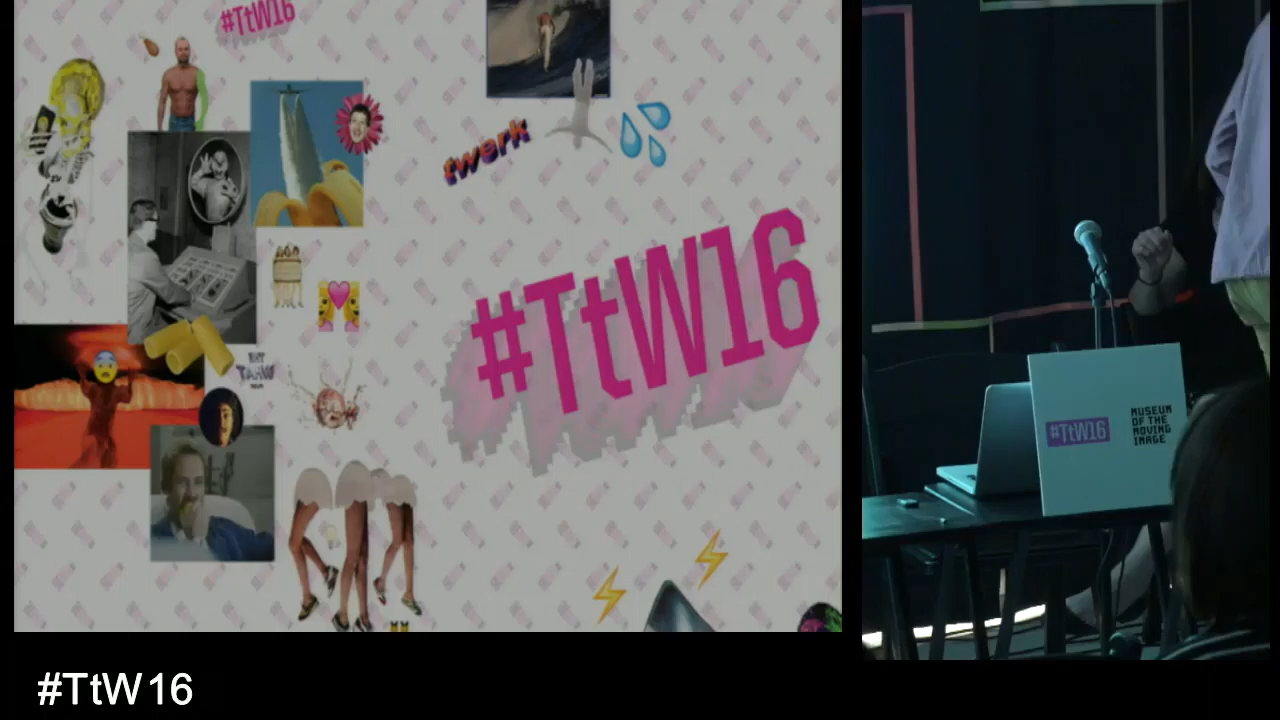 #TtW16
twerk
#TtW16
#TtW16
MUSEUM
OF THE
MOVING
IMAGE
#TtW16